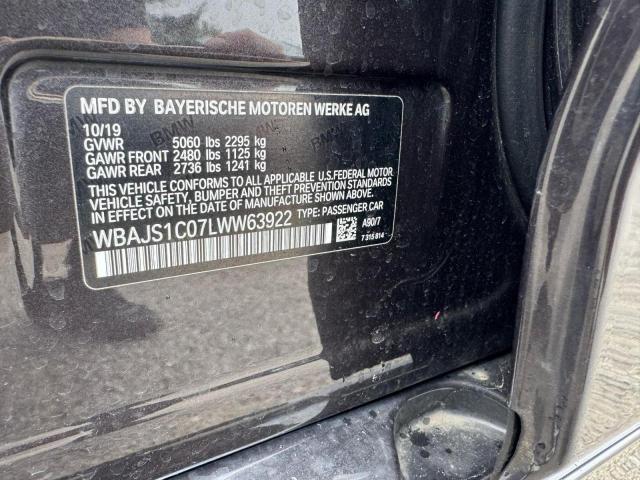 MFD BY BAYERISCHE MOTOREN WERKE AG
10/19
GVWR 5060 lbs 2295 kg
GAWR FRONT 2480 lbs 1125 kg
GAWR REAR 2736 lbs 1241 kg
THIS VEHICLE CONFORMS TO ALL APPLICABLE U.S.FEDERAL MOTOR
VEHICLE SAFETY, BUMPER AND THEFT PREVENTION STANDARDS
IN EFFECT ON THE DATE OF MANUFACTURE SHOWN ABOVE.
WBAJS1C07LWW63922 TYPE: PASSENGER CAR
A90/7
7 315 814